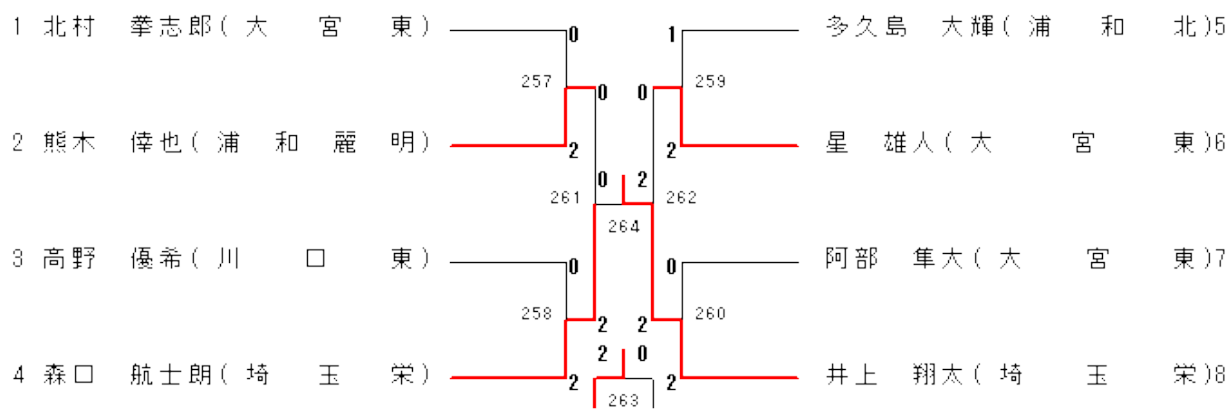 1 北村 拳志郎(大宮東) 0 1 多久島 大輝(浦和北)5
257 0 0 259
2 熊木 倖也(浦和麗明) 2 2 星 雄人(大宮東)6
261 0 2 262
264
3 高野 優希(川口東) 0 0 阿部 隼大(大宮東)7
258 2 2 260
2 0
4 森口 航士朗(埼玉栄) 2 2 井上 翔太(埼玉栄)8
263